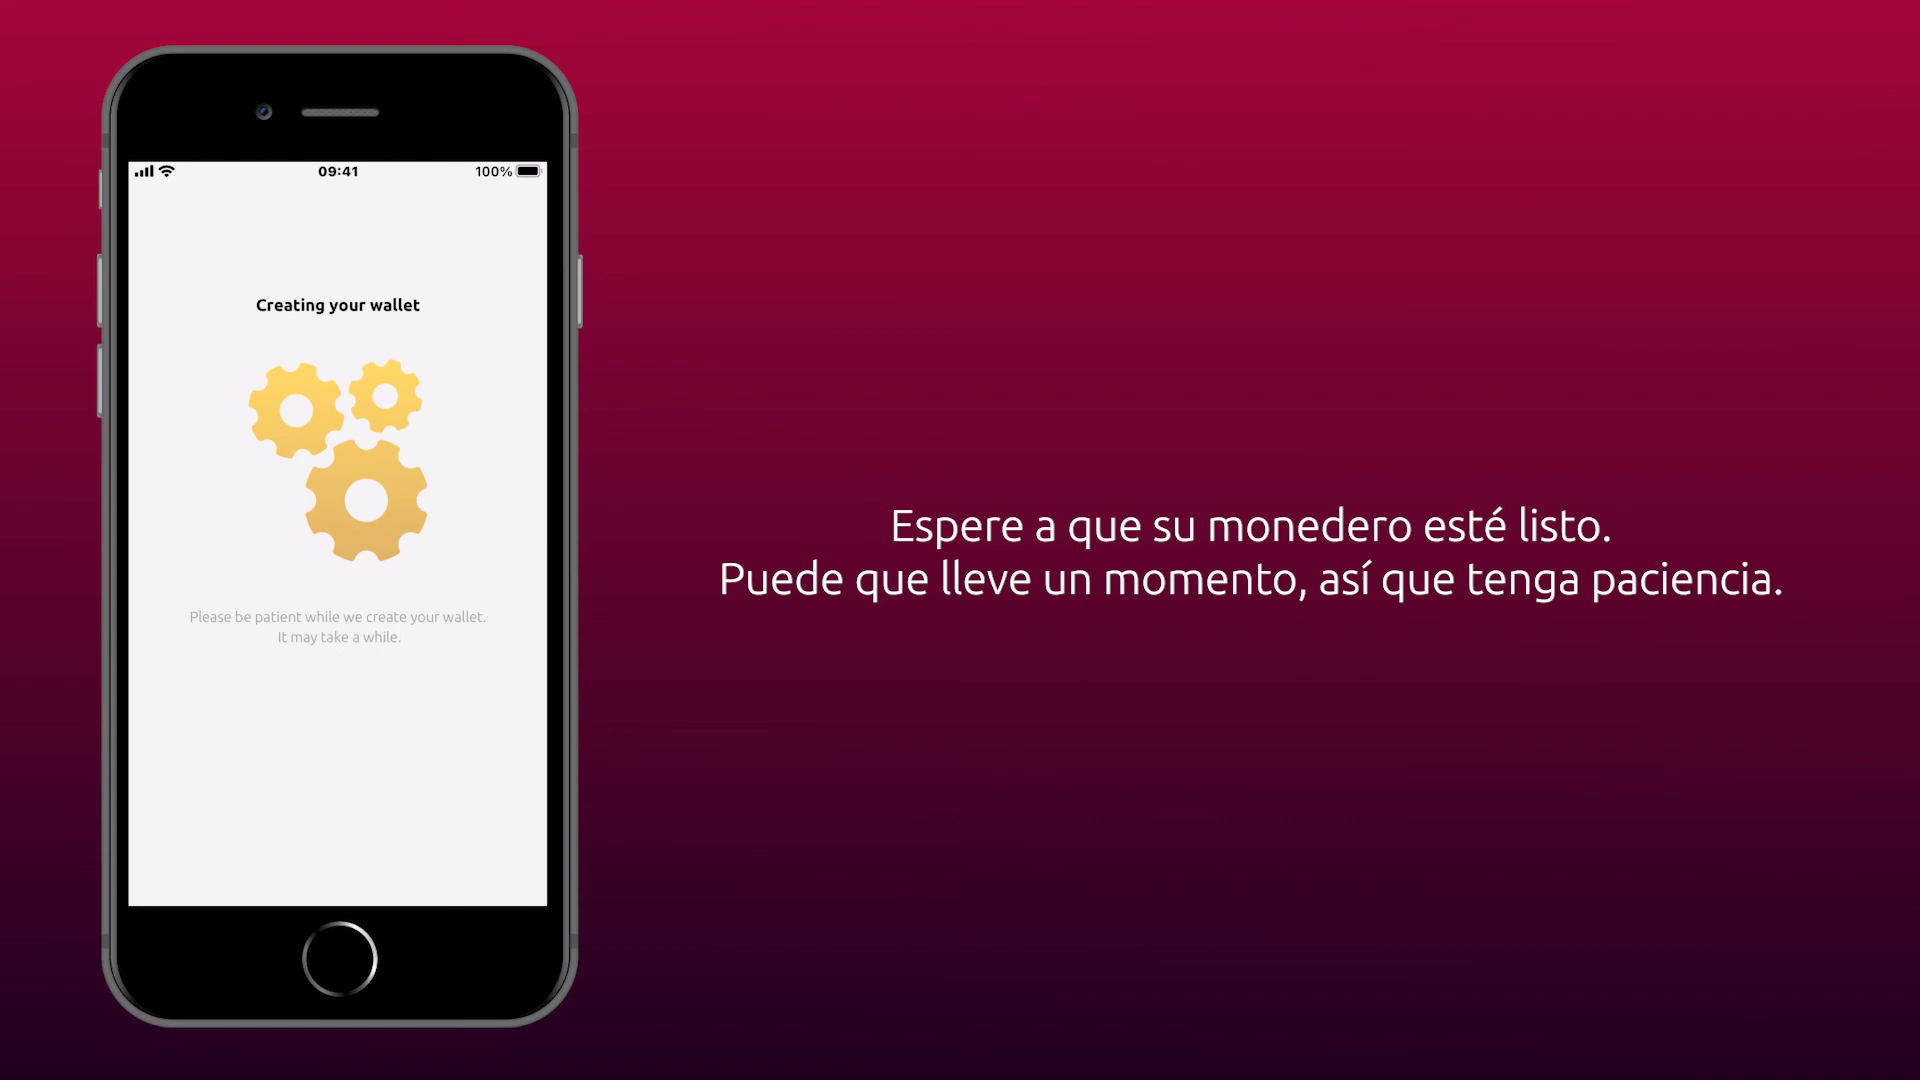 09:41
100%
Creating your wallet
Please be patient while we create your wallet.
It may take a while.
Espere a que su monedero esté listo.
Puede que lleve un momento, así que tenga paciencia.